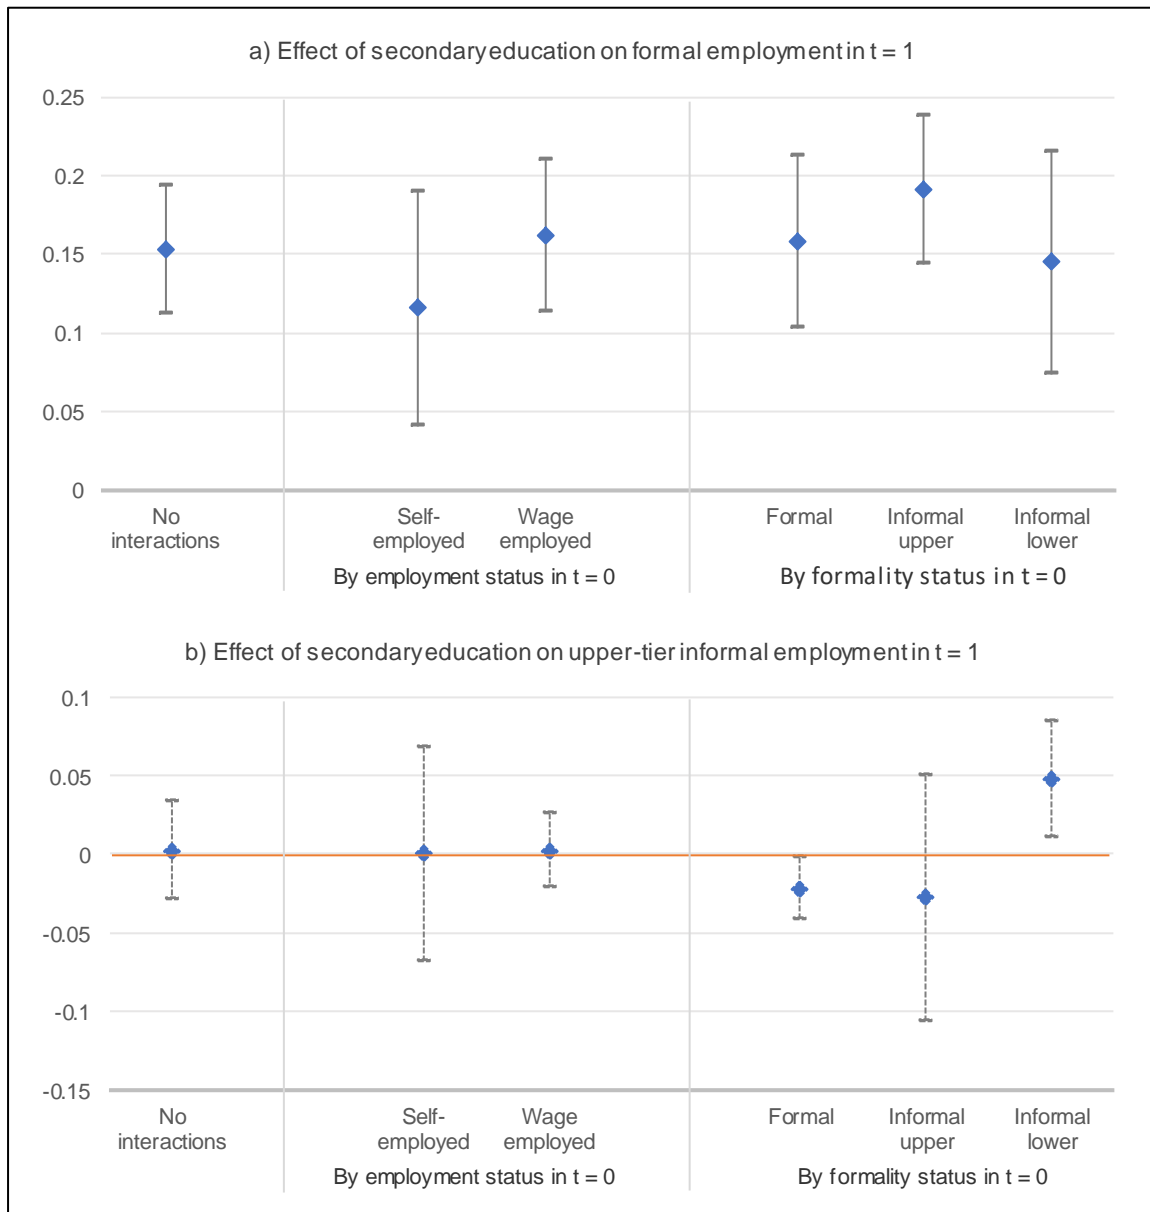 a) Effect of secondary education on formal employment in t = 1
0.25
0.2
0.15
0.1
0.05
0
No
interactions
Self-
employed
Wage
employed
Formal
Informal
upper
Informal
lower
By employment status in t = 0
By formality status in t = 0
b) Effect of secondary education on upper-tier informal employment in t = 1
0.1
0.05
0
-0.05
-0.1
-0.15
No
interactions
Self-
employed
Wage
employed
Formal
Informal
upper
Informal
lower
By employment status in t = 0
By formality status in t = 0